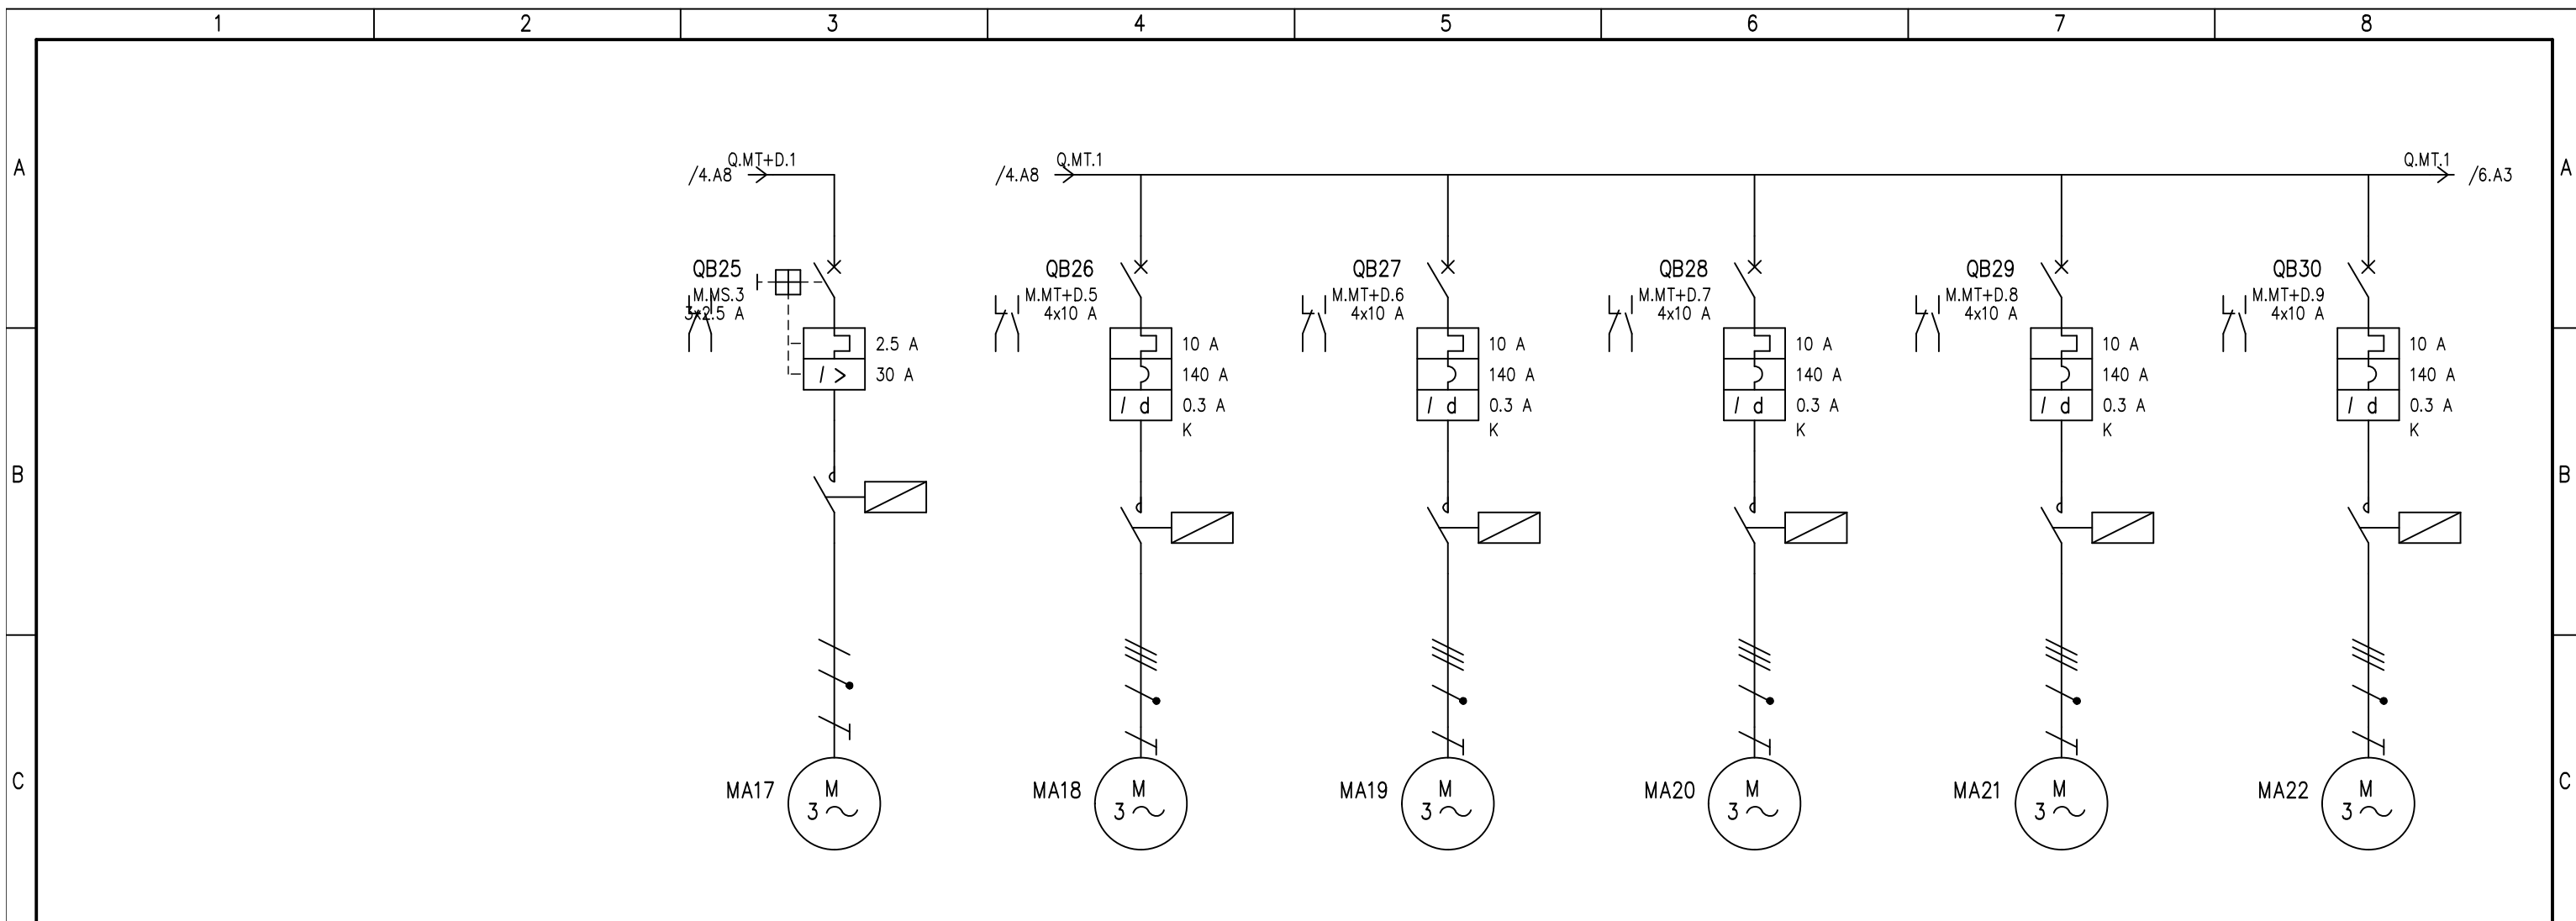 1 2 3 4 5 6 7 8
A A
Q.MT+D.1 Q.MT.1 Q.MT.1
/4.A8 /4.A8 /6.A3
QB25 QB26 QB27 QB28 QB29 QB30
M.MS.3 M.MT+D.5 M.MT+D.6 M.MT+D.7 M.MT+D.8 M.MT+D.9
3x2.5 A 4x10 A 4x10 A 4x10 A 4x10 A 4x10 A
2.5 A 10 A 10 A 10 A 10 A 10 A
I > 30 A 140 A 140 A 140 A 140 A 140 A
I d 0.3 A I d 0.3 A I d 0.3 A I d 0.3 A I d 0.3 A
K K K K K
B B
C C
MA17 M MA18 M MA19 M MA20 M MA21 M MA22 M
3 ~ 3 ~ 3 ~ 3 ~ 3 ~ 3 ~